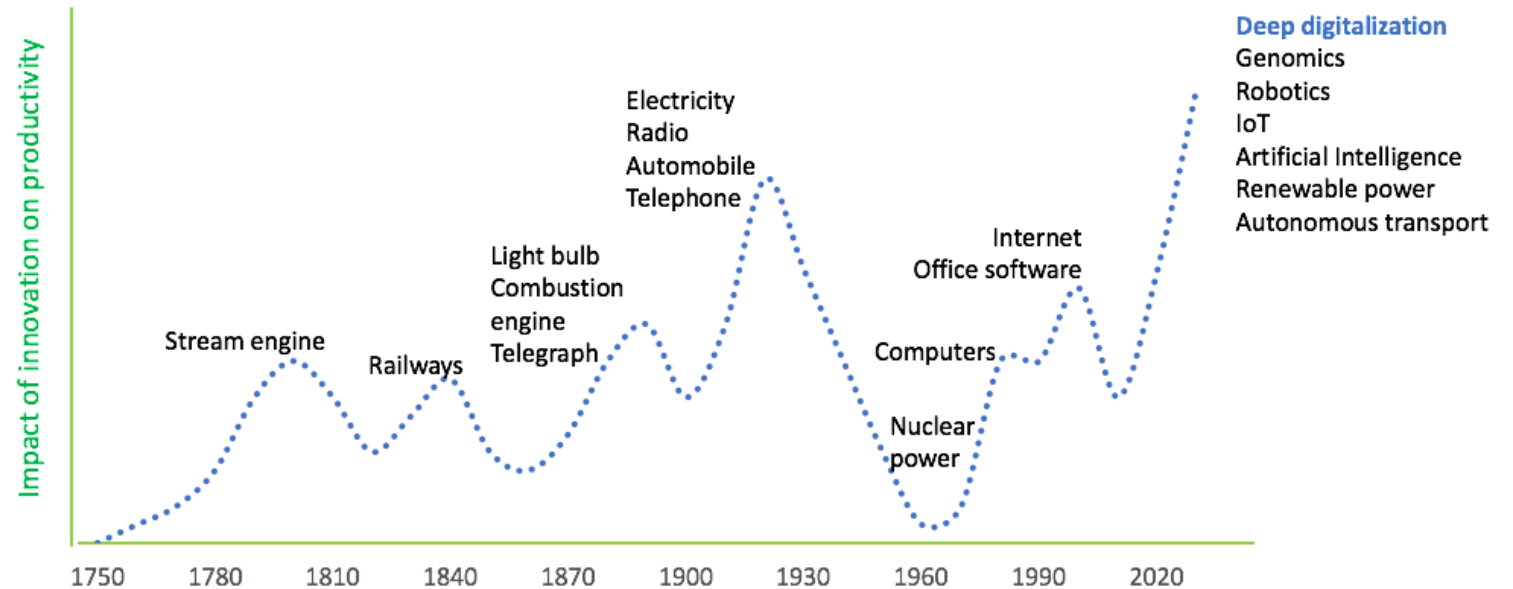 Impact of innovation on productivity
Stream engine
Railways
Light bulb
Combustion
engine
Telegraph
Electricity
Radio
Automobile
Telephone
Nuclear
power
Computers
Internet
Office software
Deep digitalization
Genomics
Robotics
IoT
Artificial Intelligence
Renewable power
Autonomous transport
1750 1780 1810 1840 1870 1900 1930 1960 1990 2020